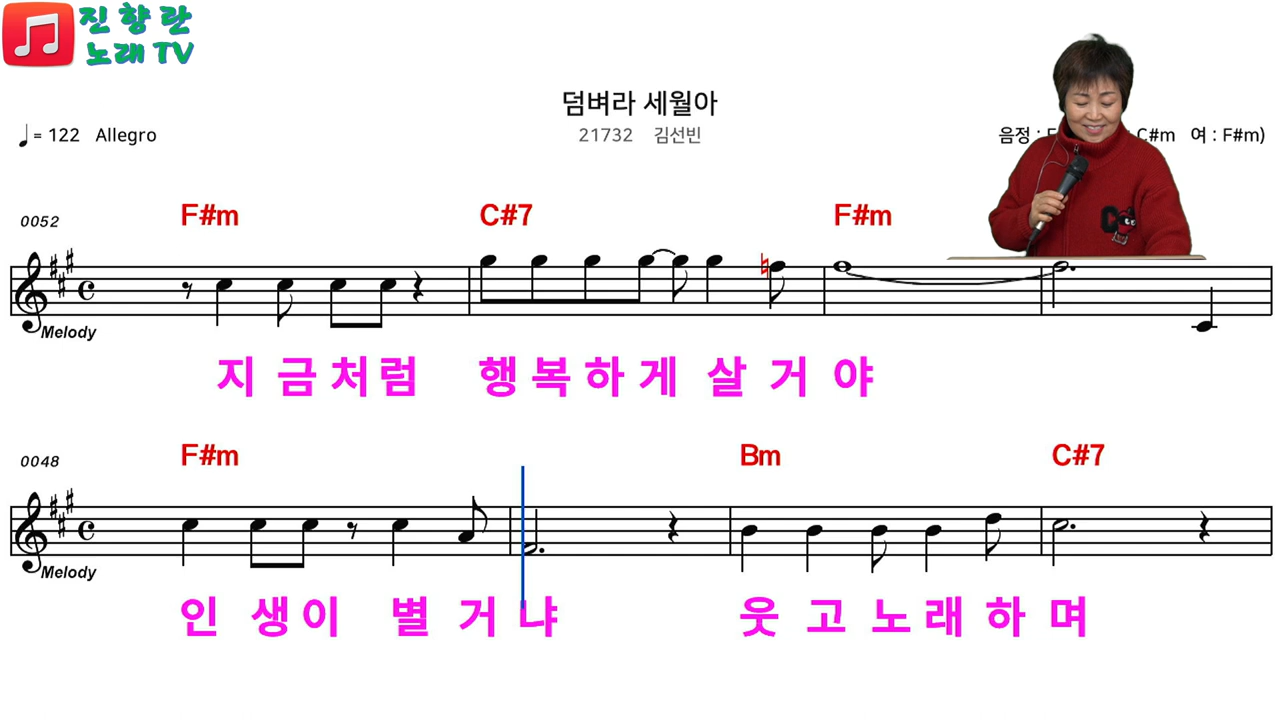 진향란
노래 TV
덤벼라 세월아
♩ = 122 Allegro
21732 김선빈
음정 : C#m 여 : F#m)
0052
F#m C#7 F#m
Melody
지금처럼 행복하게 살거야
0048
F#m Bm C#7
Melody
인생이 별거냐 웃고 노래하며